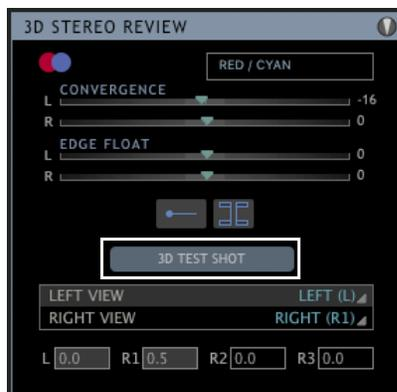 3D STEREO REVIEW
RED / CYAN
CONVERGENCE
L -16
R 0
EDGE FLOAT
L 0
R 0
3D TEST SHOT
LEFT VIEW LEFT (L)
RIGHT VIEW RIGHT (R1)
L 0.0 R1 0.5 R2 0.0 R3 0.0